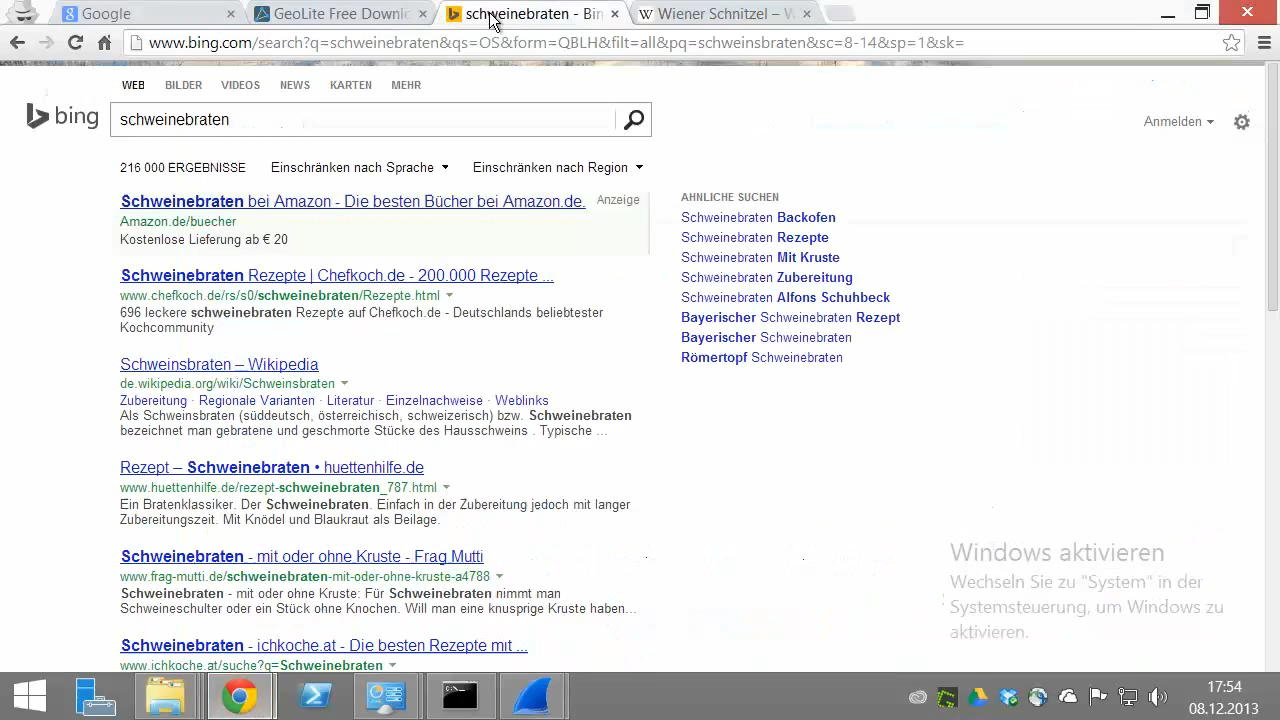 Google
GeoLite Free Downl
schweinebraten - Bin
Wiener Schnitzel – W
www.bing.com/search?q=schweinebraten&qs=OS&form=QBLH&filt=all&pq=schweinsbraten&sc=8-14&sp=1&sk=
WEB BILDER VIDEOS NEWS KARTEN MEHR
bing
schweinebraten
Anmelden
216 000 ERGEBNISSE Einschränken nach Sprache Einschränken nach Region
Schweinebraten bei Amazon - Die besten Bücher bei Amazon.de.
Anzeige
Amazon.de/buecher
Kostenlose Lieferung ab € 20
Schweinebraten Rezepte | Chefkoch.de - 200.000 Rezepte ...
www.chefkoch.de/rs/s0/schweinebraten/Rezepte.html
696 leckere schweinebraten Rezepte auf Chefkoch.de - Deutschlands beliebtester
Kochcommunity
Schweinsbraten – Wikipedia
de.wikipedia.org/wiki/Schweinsbraten
Zubereitung · Regionale Varianten · Literatur · Einzelnachweise · Weblinks
Als Schweinsbraten (süddeutsch, österreichisch, schweizerisch) bzw. Schweinebraten
bezeichnet man gebratene und geschmorte Stücke des Hausschweins . Typische ...
Rezept – Schweinebraten • huettenhilfe.de
www.huettenhilfe.de/rezept-schweinebraten_787.html
Ein Bratenklassiker. Der Schweinebraten. Einfach in der Zubereitung jedoch mit langer
Zubereitungszeit. Mit Knödel und Blaukraut als Beilage.
Schweinebraten - mit oder ohne Kruste - Frag Mutti
www.frag-mutti.de/schweinebraten-mit-oder-ohne-kruste-a4788
Schweinebraten - mit oder ohne Kruste. Für Schweinebraten nimmt man
Schweineschulter oder ein Stück ohne Knochen. Will man eine knusprige Kruste haben...
Schweinebraten - ichkoche.at - Die besten Rezepte mit ...
www.ichkoche.at/suche?q=Schweinebraten
ÄHNLICHE SUCHEN
Schweinebraten Backofen
Schweinebraten Rezepte
Schweinebraten Mit Kruste
Schweinebraten Zubereitung
Schweinebraten Alfons Schuhbeck
Bayerischer Schweinebraten Rezept
Bayerischer Schweinebraten
Römertopf Schweinebraten
Windows aktivieren
Wechseln Sie zu "System" in der
Systemsteuerung, um Windows zu
aktivieren.
17:54
08.12.2013